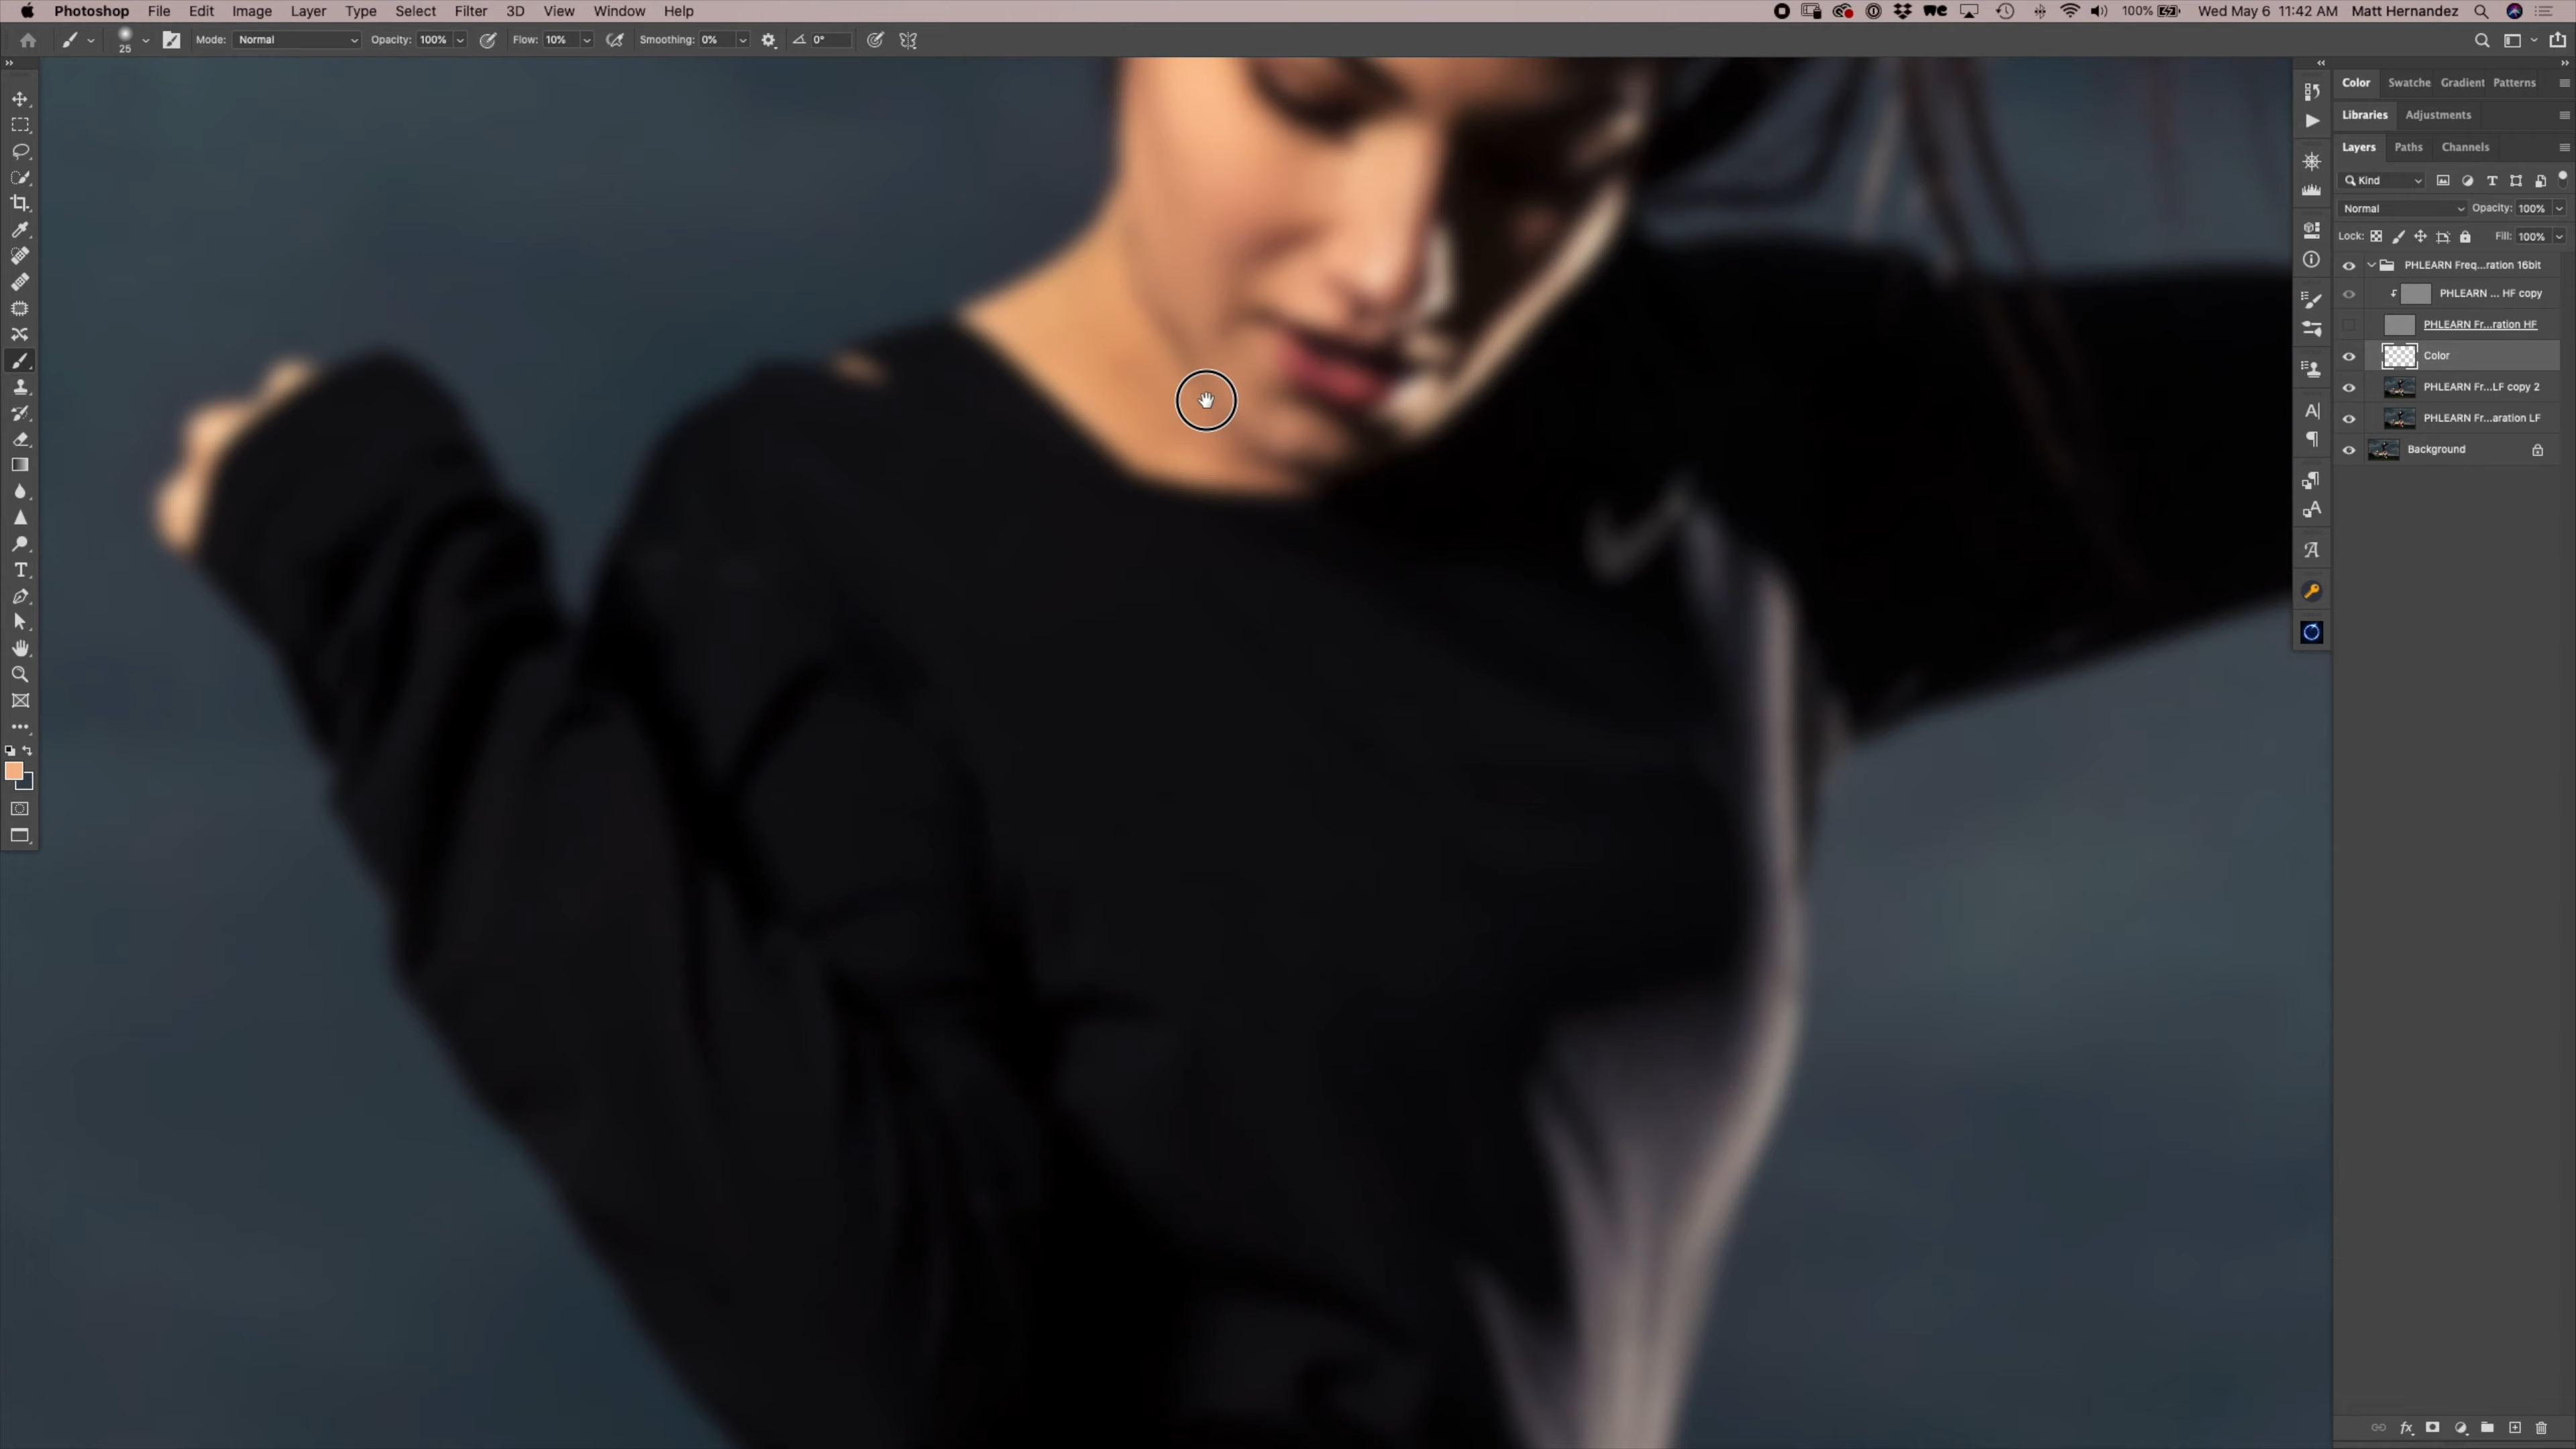 Photoshop File Edit Image Layer Type Select Filter 3D View Window Help 100% Wed May 6 11:42 AM Matt Hernandez
25 Mode: Normal Opacity: 100% Flow: 10% Smoothing: 0% 0°
Color Swatche Gradient Patterns
Libraries Adjustments
Layers Paths Channels
Kind
Normal Opacity: 100%
Lock: Fill: 100%
PHLEARN Freq...ration 16bit
PHLEARN ... HF copy
PHLEARN Fr...ration HF
Color
PHLEARN Fr...LF copy 2
PHLEARN Fr...aration LF
Background